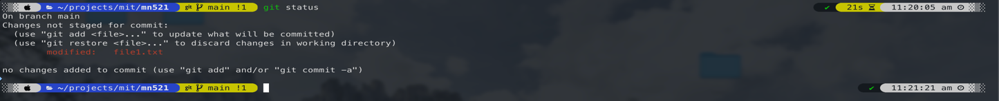 ~/projects/mit/mn521 git main !1 git status 21s 11:20:05 am
On branch main
Changes not staged for commit:
  (use "git add <file>..." to update what will be committed)
  (use "git restore <file>..." to discard changes in working directory)
        modified:   file1.txt
no changes added to commit (use "git add" and/or "git commit -a")
~/projects/mit/mn521 git main !1 11:21:21 am